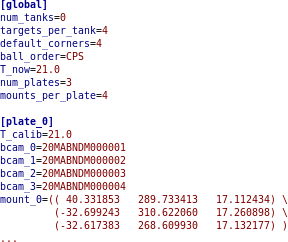 [global]
num_tanks=0
targets_per_tank=4
default_corners=4
ball_order=CPS
T_now=21.0
num_plates=3
mounts_per_plate=4
[plate_0]
T_calib=21.0
bcam_0=20MABNDM000001
bcam_1=20MABNDM000002
bcam_2=20MABNDM000003
bcam_3=20MABNDM000004
mount_0=(( 40.331853 289.733413 17.112434) \
(-32.699243 310.622060 17.260898) \
(-32.617383 268.609930 17.132177) )
...